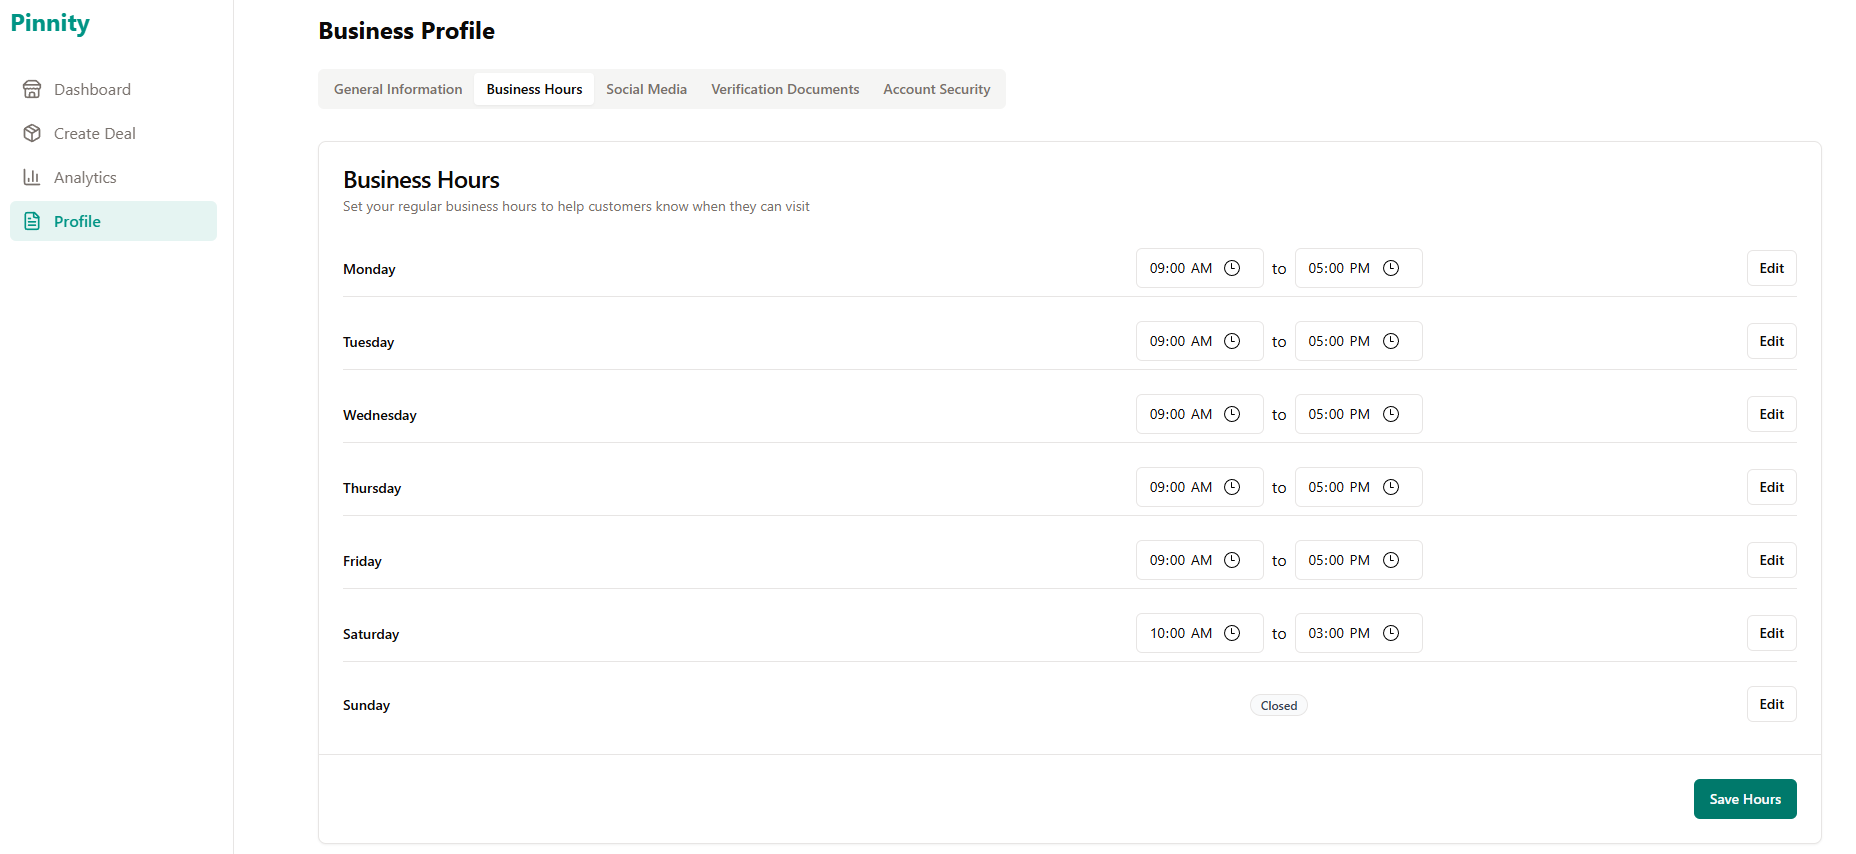 Pinnity
Dashboard
Create Deal
Analytics
Profile
Business Profile
General Information Business Hours Social Media Verification Documents Account Security
Business Hours
Set your regular business hours to help customers know when they can visit
Monday 09:00 AM to 05:00 PM Edit
Tuesday 09:00 AM to 05:00 PM Edit
Wednesday 09:00 AM to 05:00 PM Edit
Thursday 09:00 AM to 05:00 PM Edit
Friday 09:00 AM to 05:00 PM Edit
Saturday 10:00 AM to 03:00 PM Edit
Sunday Closed Edit
Save Hours